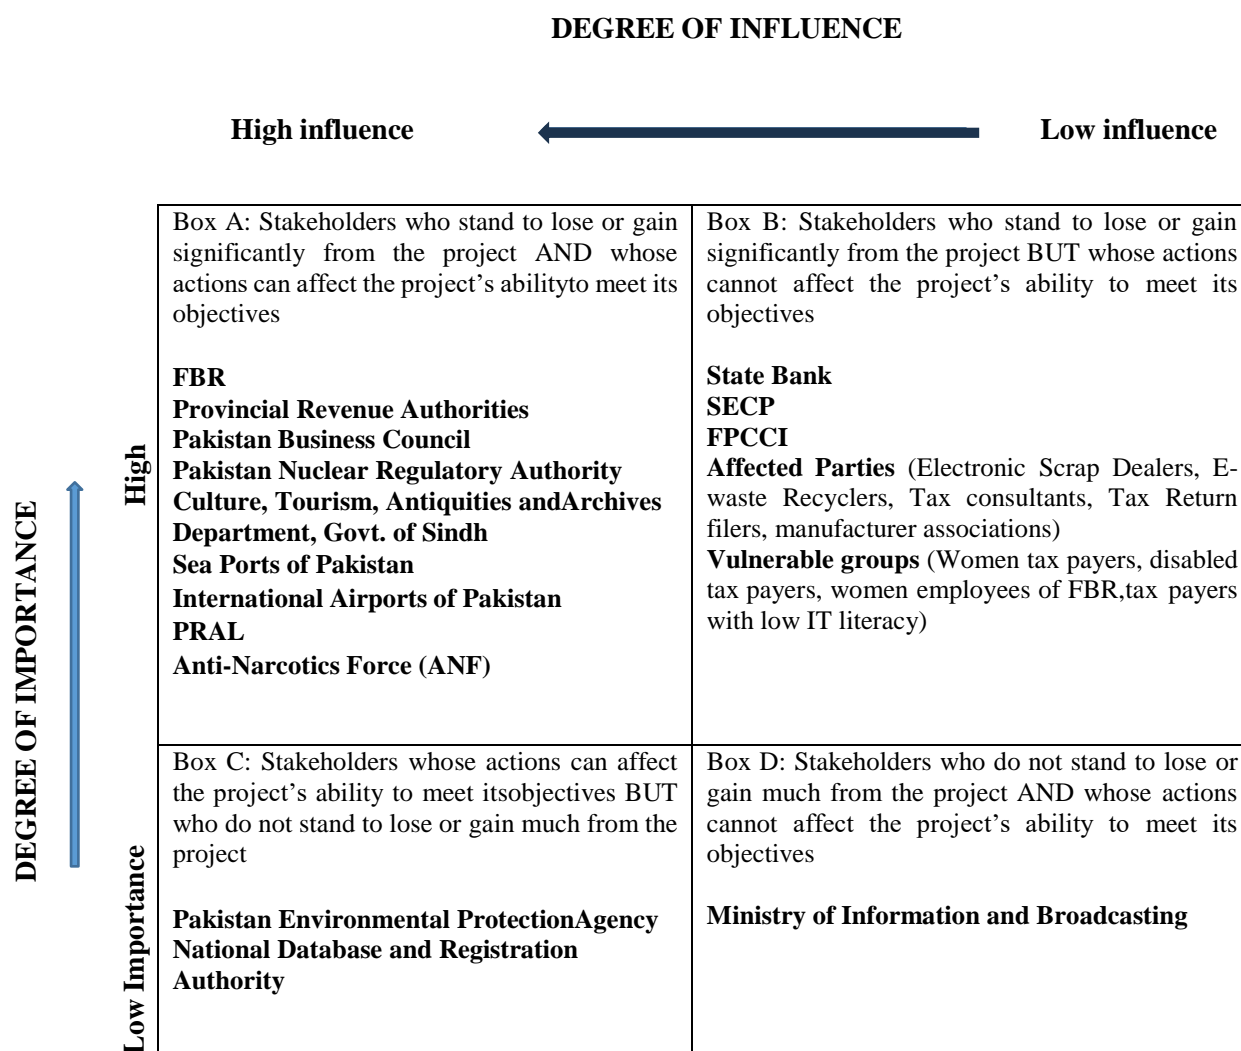 DEGREE OF INFLUENCE
High influence
Low influence
DEGREE OF IMPORTANCE
High
Box A: Stakeholders who stand to lose or gain
significantly from the project AND whose
actions can affect the project’s abilityto meet its
objectives
FBR
Provincial Revenue Authorities
Pakistan Business Council
Pakistan Nuclear Regulatory Authority
Culture, Tourism, Antiquities andArchives
Department, Govt. of Sindh
Sea Ports of Pakistan
International Airports of Pakistan
PRAL
Anti-Narcotics Force (ANF)
Box B: Stakeholders who stand to lose or gain
significantly from the project BUT whose actions
cannot affect the project’s ability to meet its
objectives
State Bank
SECP
FPCCI
Affected Parties (Electronic Scrap Dealers, E-
waste Recyclers, Tax consultants, Tax Return
filers, manufacturer associations)
Vulnerable groups (Women tax payers, disabled
tax payers, women employees of FBR,tax payers
with low IT literacy)
Low Importance
Box C: Stakeholders whose actions can affect
the project’s ability to meet itsobjectives BUT
who do not stand to lose or gain much from the
project
Pakistan Environmental ProtectionAgency
National Database and Registration
Authority
Box D: Stakeholders who do not stand to lose or
gain much from the project AND whose actions
cannot affect the project’s ability to meet its
objectives
Ministry of Information and Broadcasting